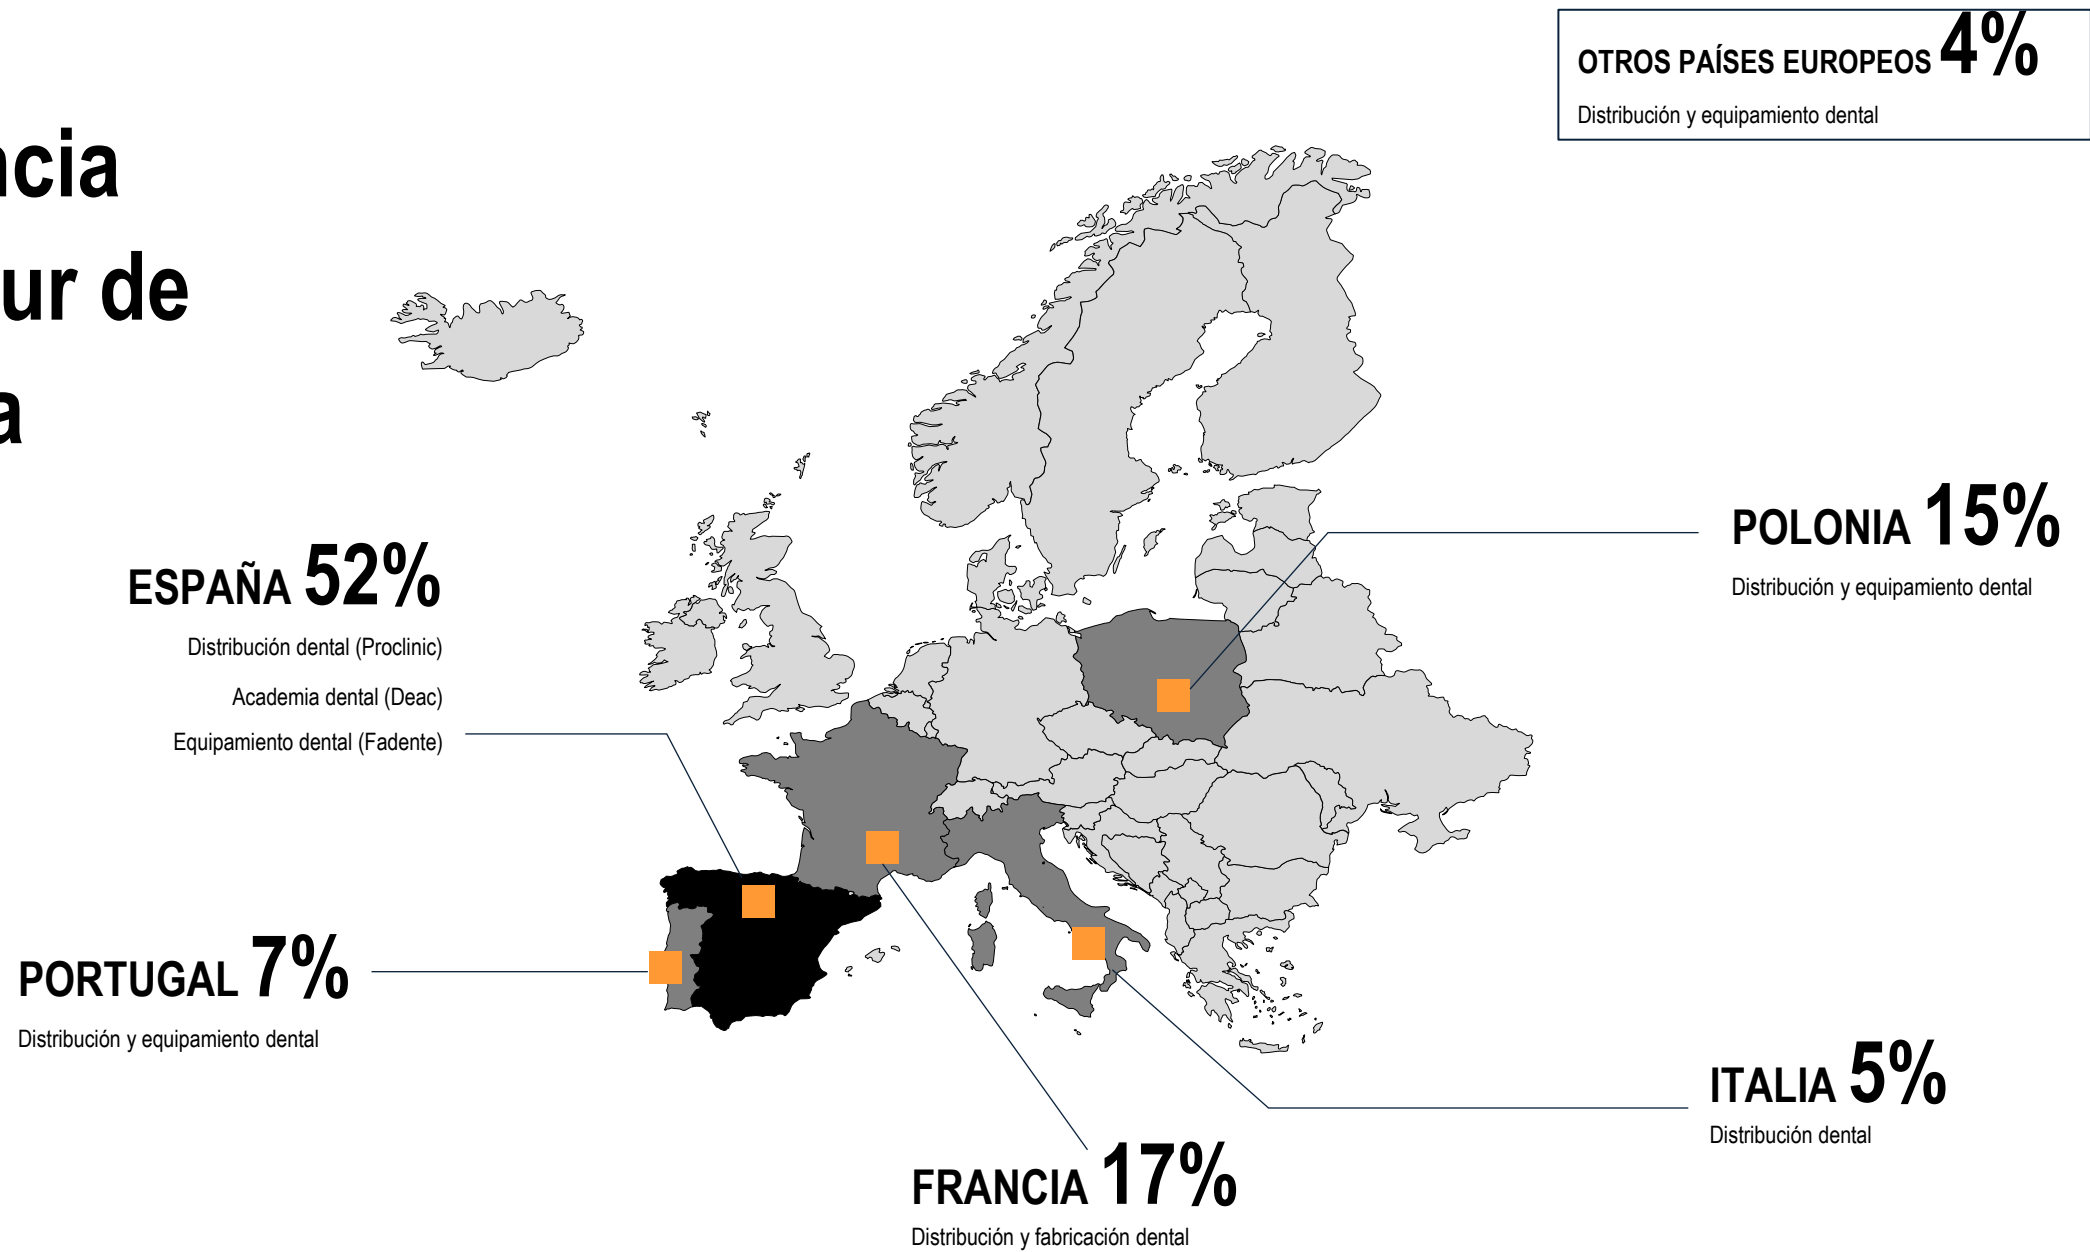 OTROS PAÍSES EUROPEOS 4%
Distribución y equipamiento dental
ur de
ESPAÑA 52%
Distribución dental (Proclinic)
Academia dental (Deac)
Equipamiento dental (Fadente)
POLONIA 15%
Distribución y equipamiento dental
PORTUGAL 7%
Distribución y equipamiento dental
ITALIA 5%
Distribución dental
FRANCIA 17%
Distribución y fabricación dental